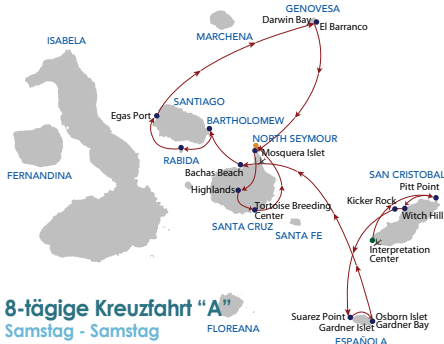 GENOVESA
Darwin Bay
El Barranco
MARCHENA
ISABELA
SANTIAGO
Egas Port
BARTHOLOMEW
NORTH SEYMOUR
Mosquera Islet
RABIDA
Bachas Beach
FERNANDINA
Highlands
SAN CRISTOBAL
Pitt Point
Kicker Rock
Witch Hill
Tortoise Breeding
Center
SANTA CRUZ
SANTA FE
Interpretation
Center
8-tägige Kreuzfahrt “A”
Samstag - Samstag
FLOREANA
Suarez Point
Osborn Islet
Gardner Islet
Gardner Bay
ESPAÑOLA